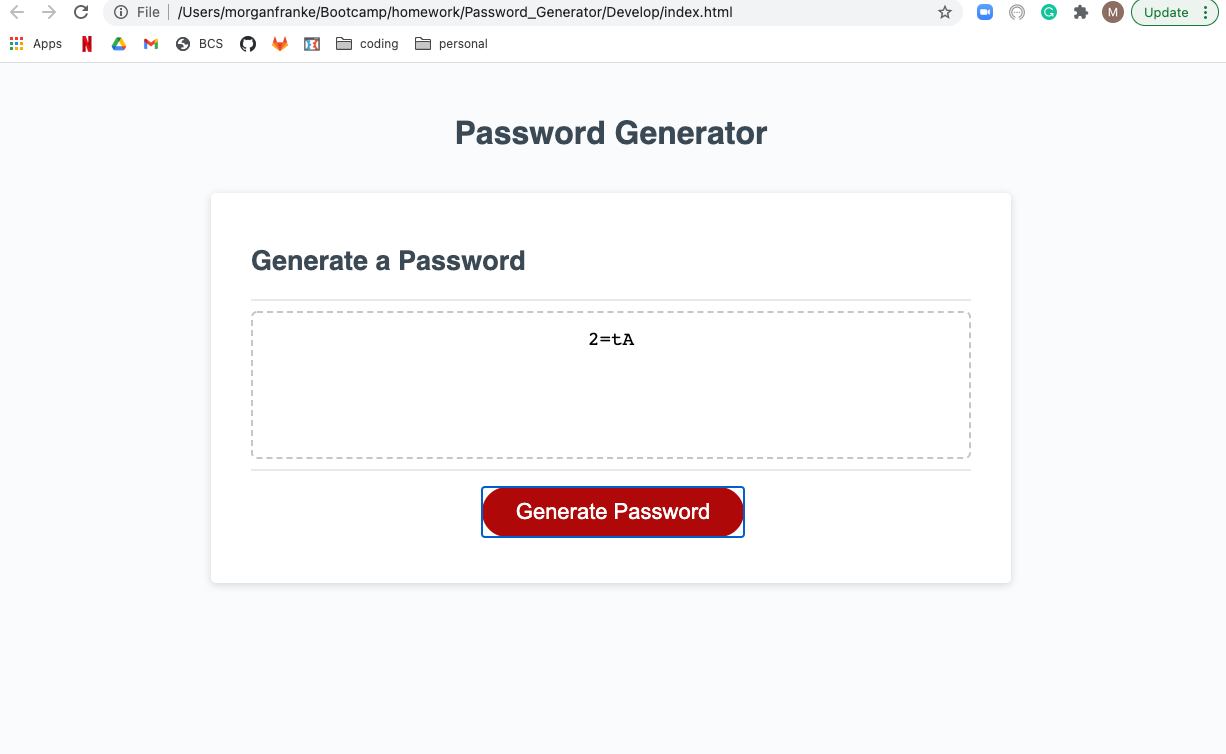 File /Users/morganfranke/Bootcamp/homework/Password_Generator/Develop/index.html M Update
Apps N BCS coding personal
Password Generator
Generate a Password
2=tA
Generate Password